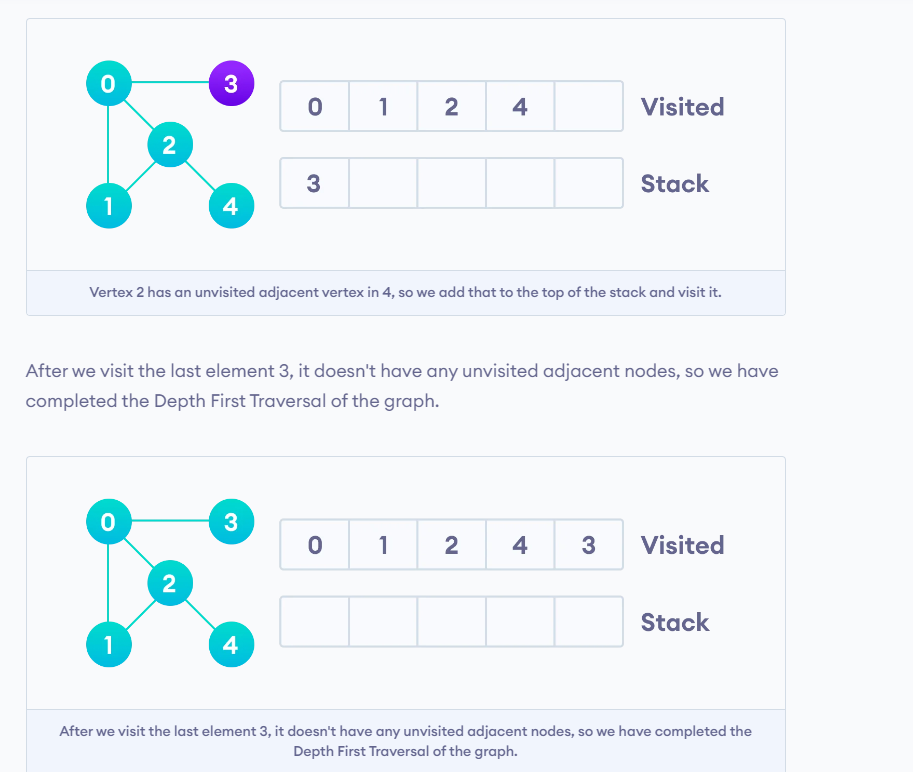 0 3
0 1 2 4 Visited
2
3 Stack
1 4
Vertex 2 has an unvisited adjacent vertex in 4, so we add that to the top of the stack and visit it.
After we visit the last element 3, it doesn't have any unvisited adjacent nodes, so we have
completed the Depth First Traversal of the graph.
0 3
0 1 2 4 3 Visited
2
Stack
1 4
After we visit the last element 3, it doesn't have any unvisited adjacent nodes, so we have completed the
Depth First Traversal of the graph.